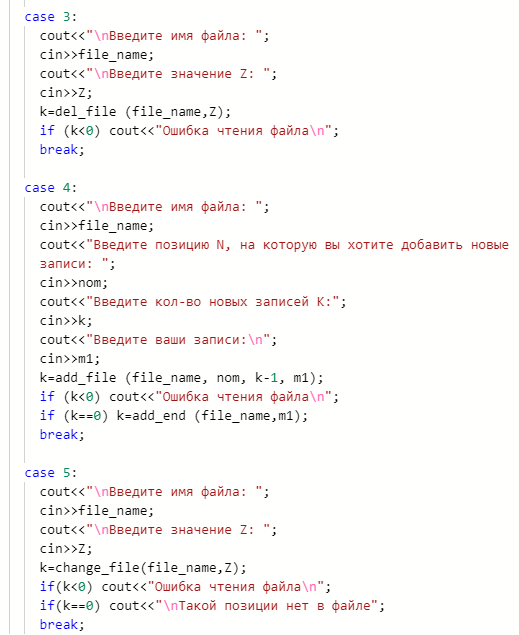 case 3:
cout<<"\nВведите имя файла: ";
cin>>file_name;
cout<<"\nВведите значение Z: ";
cin>>Z;
k=del_file (file_name,Z);
if (k<0) cout<<"Ошибка чтения файла\n";
break;
case 4:
cout<<"\nВведите имя файла: ";
cin>>file_name;
cout<<"Введите позицию N, на которую вы хотите добавить новые
записи: ";
cin>>nom;
cout<<"Введите кол-во новых записей K:";
cin>>k;
cout<<"Введите ваши записи:\n";
cin>>m1;
k=add_file (file_name, nom, k-1, m1);
if (k<0) cout<<"Ошибка чтения файла\n";
if (k==0) k=add_end (file_name,m1);
break;
case 5:
cout<<"\nВведите имя файла: ";
cin>>file_name;
cout<<"\nВведите значение Z: ";
cin>>Z;
k=change_file(file_name,Z);
if(k<0) cout<<"Ошибка чтения файла\n";
if(k==0) cout<<"\nТакой позиции нет в файле";
break;